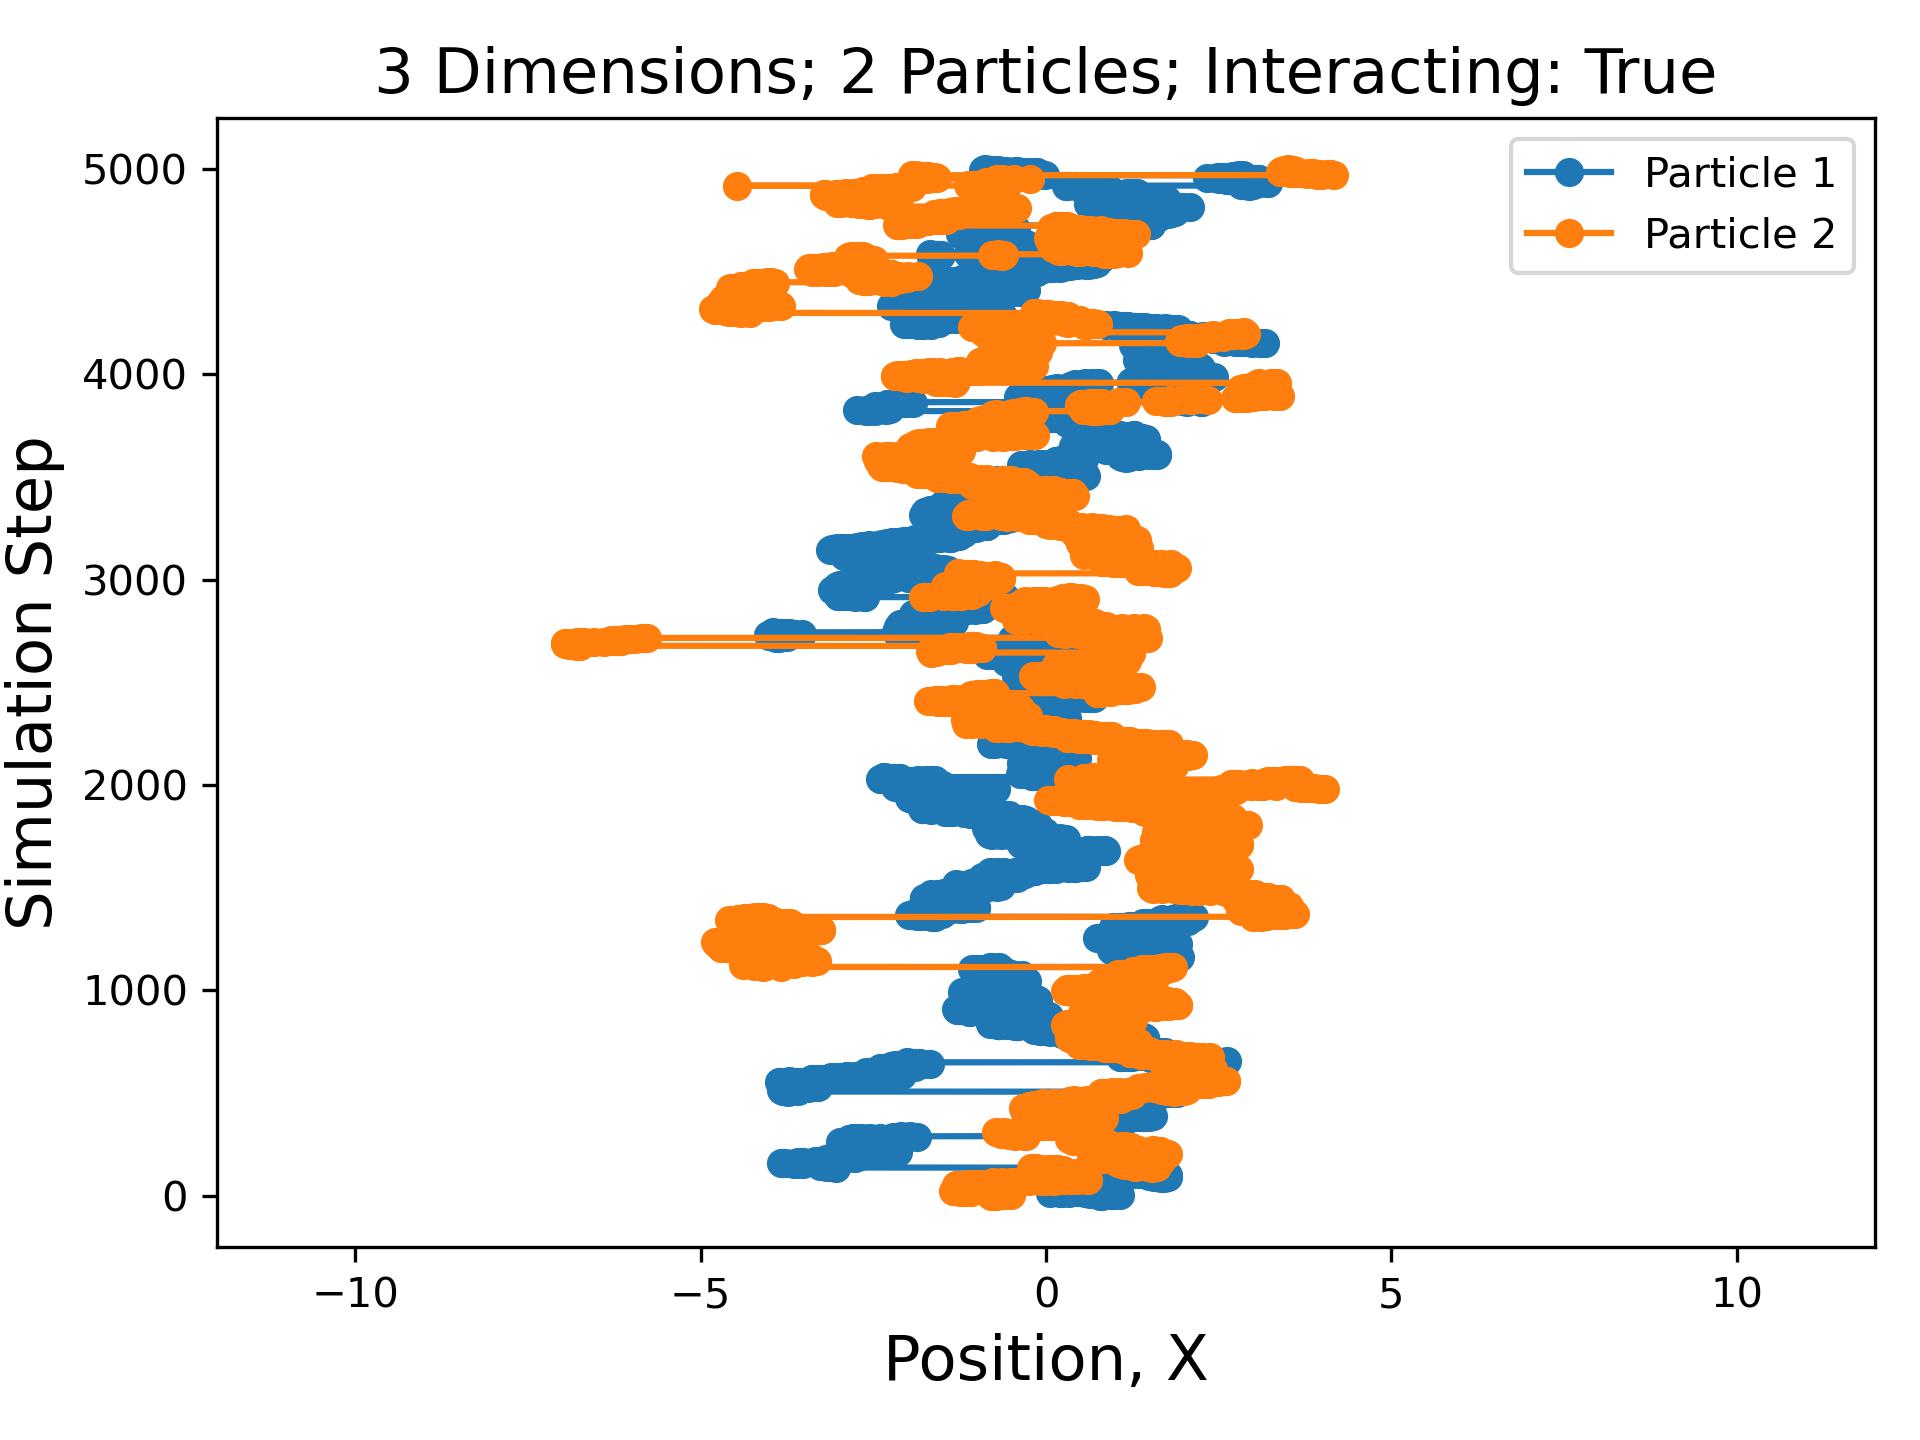 3 Dimensions; 2 Particles; Interacting: True
Particle 1
Particle 2
Simulation Step
5000
4000
3000
2000
1000
0
−10
−5
0
5
10
Position, X